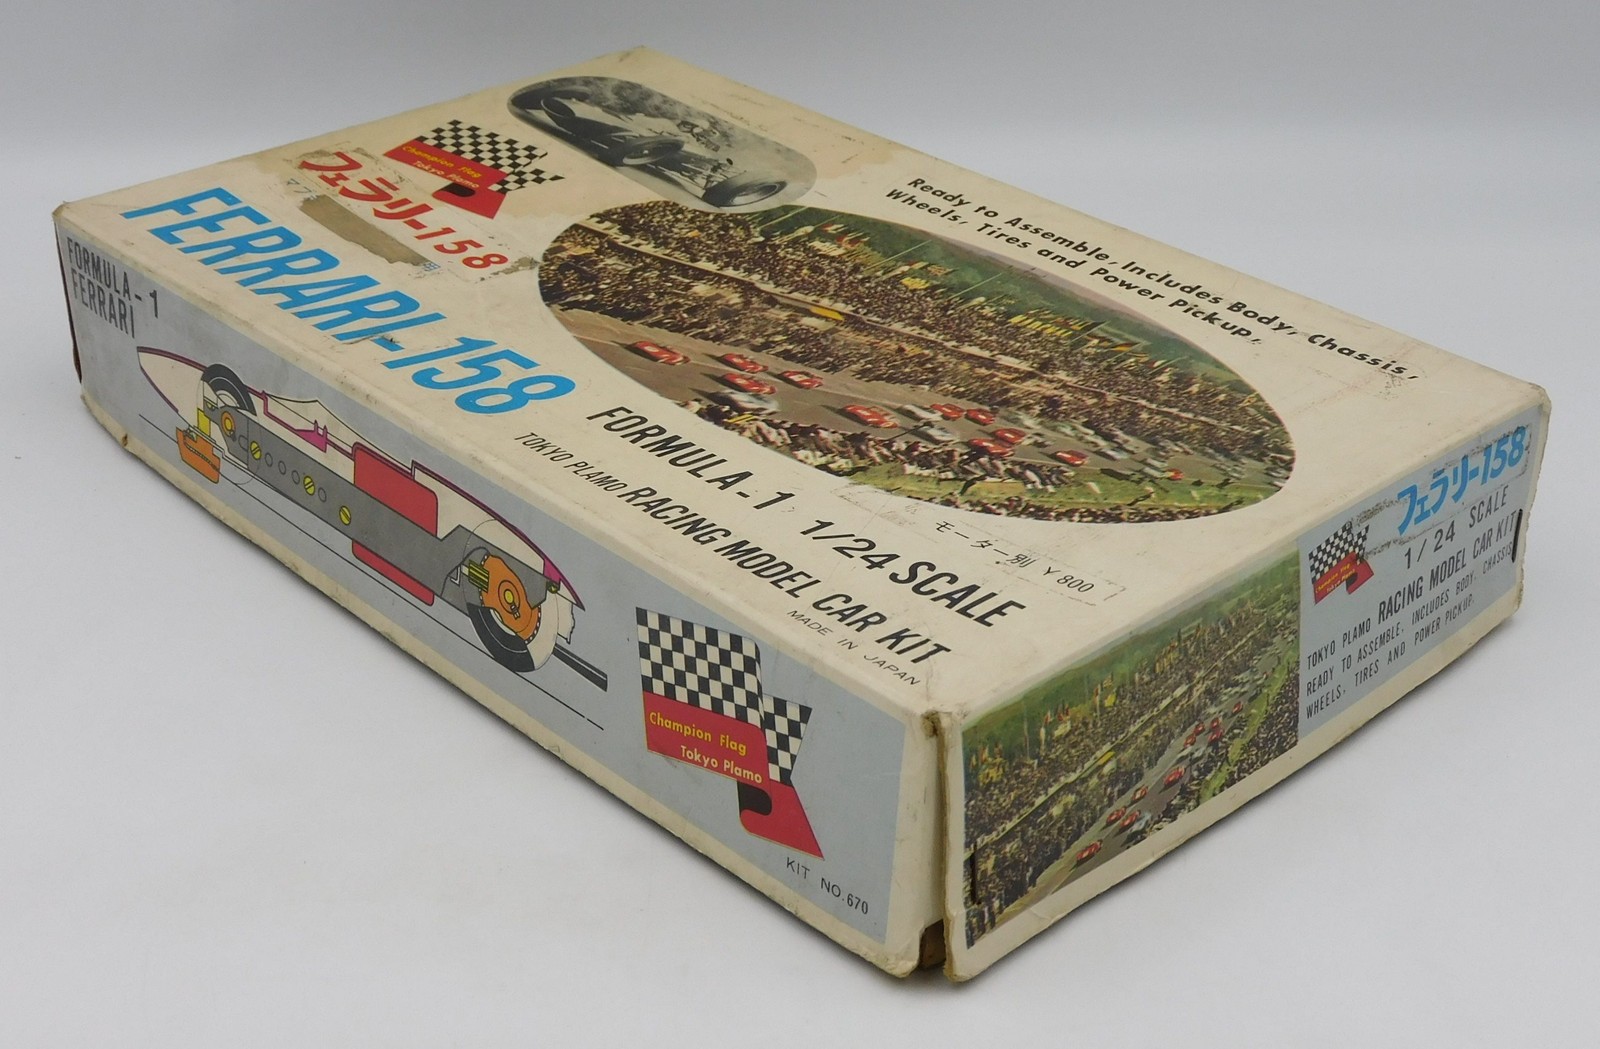 Champion Flag
Tokyo Plamo
フェラリー158
FERRARI-158
Ready to Assemble, Includes Body, Chassis,
Wheels, Tires and Power Pickup,
FORMULA-1 1/24 SCALE
TOKYO PLAMO RACING MODEL CAR KIT
MADE IN JAPAN
モーター別 ¥800
FORMULA-1
FERRARI
Champion Flag
Tokyo Plamo
KIT NO.670
フェラリー158
1/24 SCALE
Champion Flag
TOKYO PLAMO RACING MODEL CAR KIT
READY TO ASSEMBLE, INCLUDES BODY, CHASSIS
WHEELS, TIRES AND POWER PICKUP.